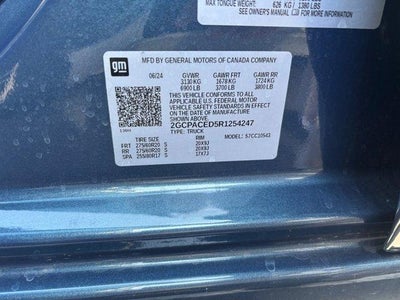 MAX TONGUE WEIGHT: 626 KG / 1380 LBS
SEE OWNER'S MANUAL FOR MORE INFORMATION
gm
MFD BY GENERAL MOTORS OF CANADA COMPANY
06/24 GVWR GAWR FRT GAWR RR
3130 KG 1678 KG 1724 KG
6900 LB 3700 LB 3800 LB
THIS VEHICLE CONFORMS TO ALL
APPLICABLE U.S. FEDERAL MOTOR VEHICLE
SAFETY STANDARDS IN EFFECT ON THE DATE
OF MANUFACTURE SHOWN ABOVE.
2GCPACED5R1254247
TYPE: TRUCK
TIRE SIZE RIM
FRT 275/60R20 S 20X9J
RR 275/60R20 S 20X9J
SPA 255/80R17 S 17X7J